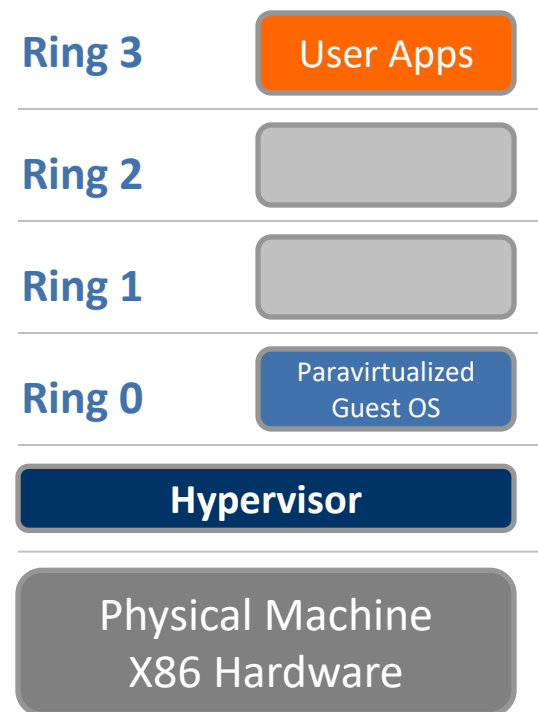 Ring 3
User Apps
Ring 2
Ring 1
Ring 0
Paravirtualized
Guest OS
Hypervisor
Physical Machine
X86 Hardware